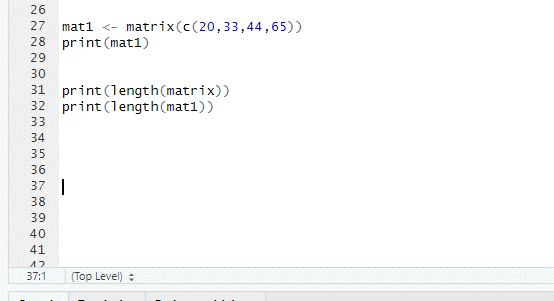 26
27 mat1 <- matrix(c(20,33,44,65))
28 print(mat1)
29
30
31 print(length(matrix))
32 print(length(mat1))
33
34
35
36
37
38
39
40
41
42
37:1 (Top Level)